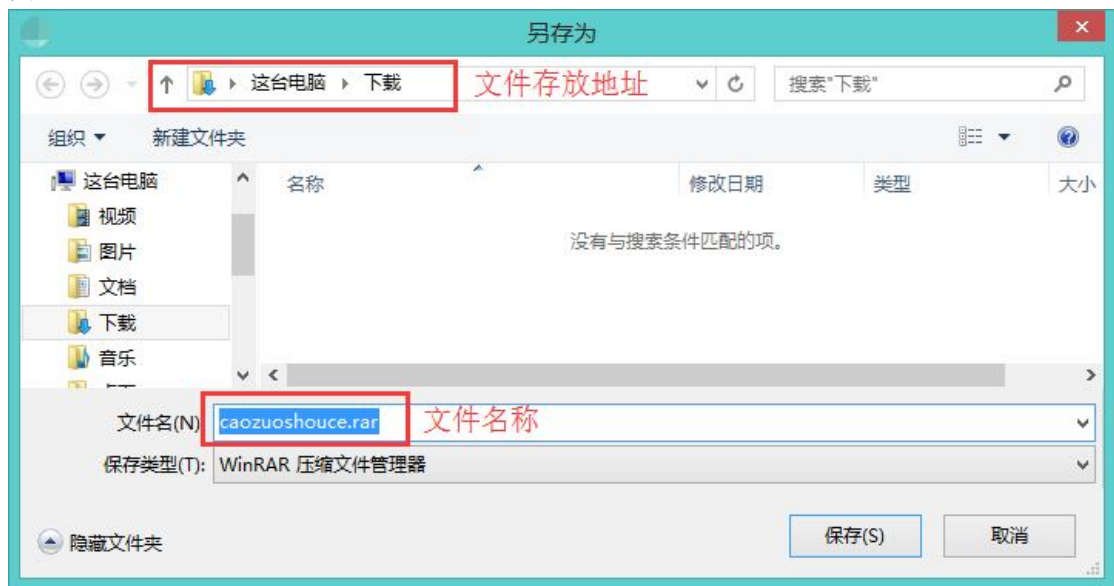 另存为
这台电脑 下载 文件存放地址 搜索"下载"
组织 新建文件夹
这台电脑 名称 修改日期 类型 大小
视频
图片 没有与搜索条件匹配的项。
文档
下载
音乐
文件名(N) caozuoshouce.rar 文件名称
保存类型(T): WinRAR 压缩文件管理器
隐藏文件夹 保存(S) 取消